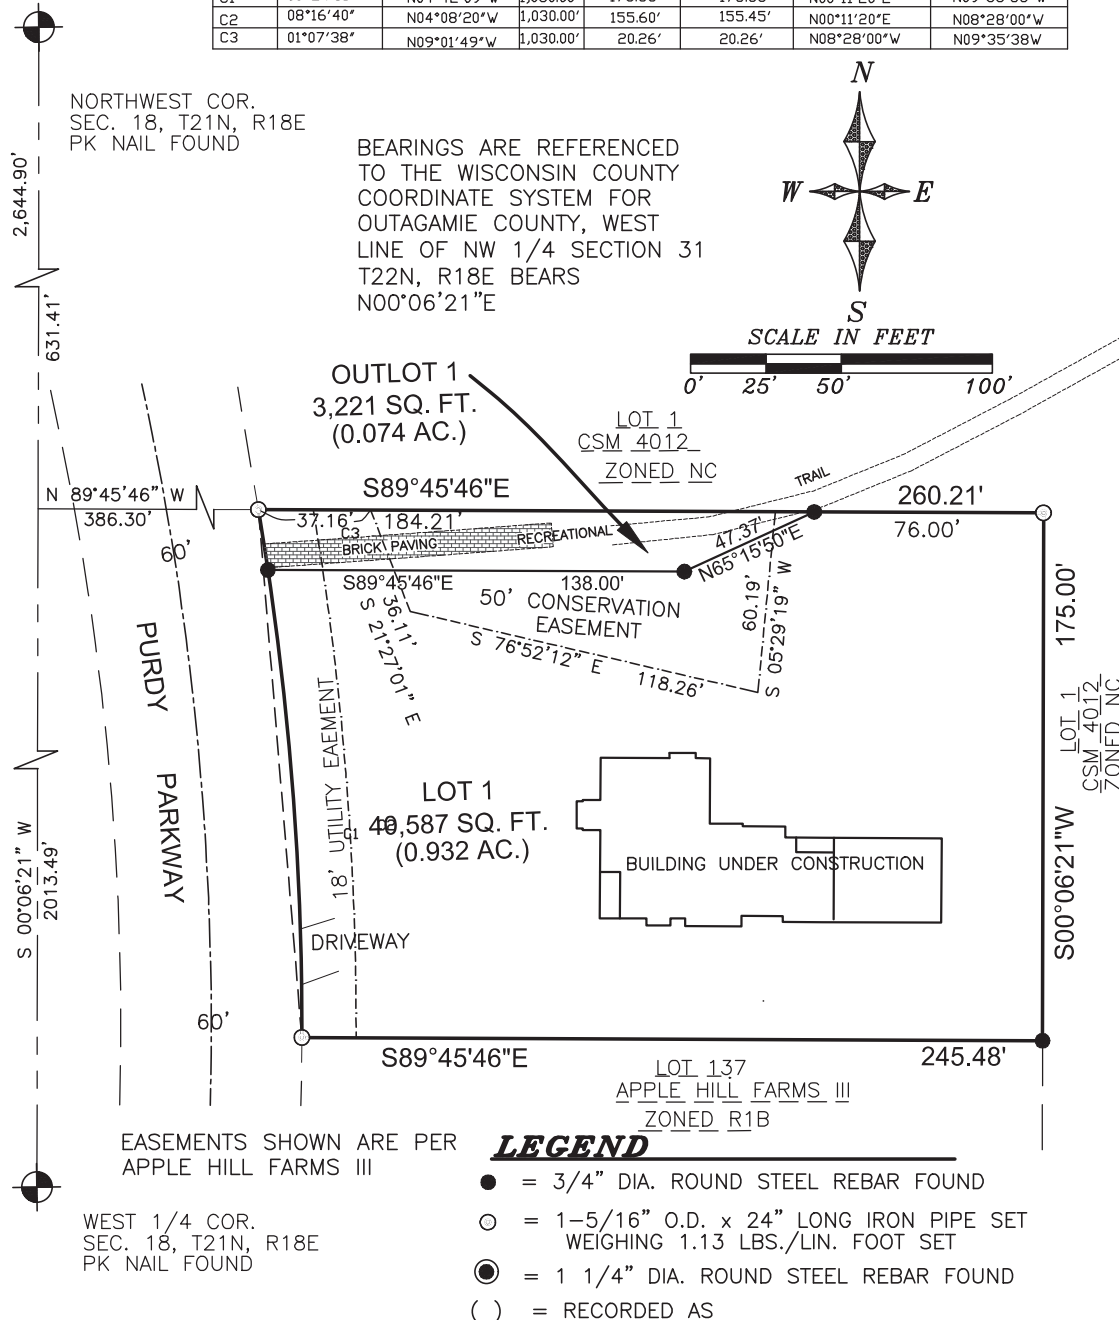 C2 08°16'40" N04°08'20"W 1,030.00' 155.60' 155.45' N00°11'20"E N08°28'00"W
C3 01°07'38" N09°01'49"W 1,030.00' 20.26' 20.26' N08°28'00"W N09°35'38W
NORTHWEST COR.
SEC. 18, T21N, R18E
PK NAIL FOUND
BEARINGS ARE REFERENCED
TO THE WISCONSIN COUNTY
COORDINATE SYSTEM FOR
OUTAGAMIE COUNTY, WEST
LINE OF NW 1/4 SECTION 31
T22N, R18E BEARS
N00°06'21"E
N
W E
S
SCALE IN FEET
0' 25' 50' 100'
2,644.90'
631.41'
OUTLOT 1
3,221 SQ. FT.
(0.074 AC.)
LOT 1
CSM 4012
ZONED NC
TRAIL
N 89°45'46" W
386.30'
S89°45'46"E
260.21'
37.16'
184.21'
76.00'
C3
BRICK PAVING
RECREATIONAL
47.37'
N65°15'50"E
60'
S89°45'46"E
138.00'
50' CONSERVATION
EASEMENT
36.11'
S 21°27'01" E
S 76°52'12" E
118.26'
60.19'
S 05°29'19" W
175.00'
S00°06'21"W
LOT 1
CSM 4012
ZONED NC
PURDY PARKWAY
18' UTILITY EAEMENT
LOT 1
C1
40,587 SQ. FT.
(0.932 AC.)
BUILDING UNDER CONSTRUCTION
S 00°06'21" W
2013.49'
DRIVEWAY
60'
S89°45'46"E
245.48'
LOT 137
APPLE HILL FARMS III
ZONED R1B
EASEMENTS SHOWN ARE PER
APPLE HILL FARMS III
WEST 1/4 COR.
SEC. 18, T21N, R18E
PK NAIL FOUND
LEGEND
= 3/4" DIA. ROUND STEEL REBAR FOUND
= 1-5/16" O.D. x 24" LONG IRON PIPE SET
WEIGHING 1.13 LBS./LIN. FOOT SET
= 1 1/4" DIA. ROUND STEEL REBAR FOUND
( ) = RECORDED AS